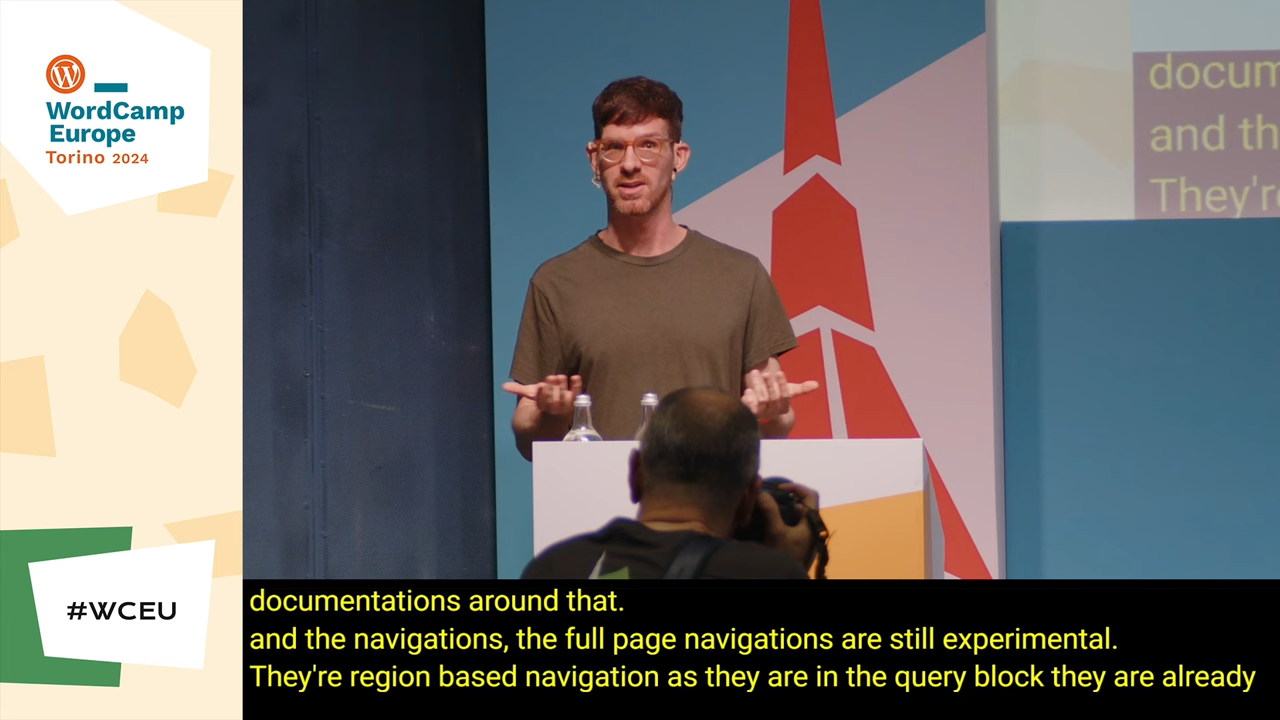 WordCamp
Europe
Torino 2024
docum
and th
They'r
#WCEU
documentations around that.
and the navigations, the full page navigations are still experimental.
They're region based navigation as they are in the query block they are already